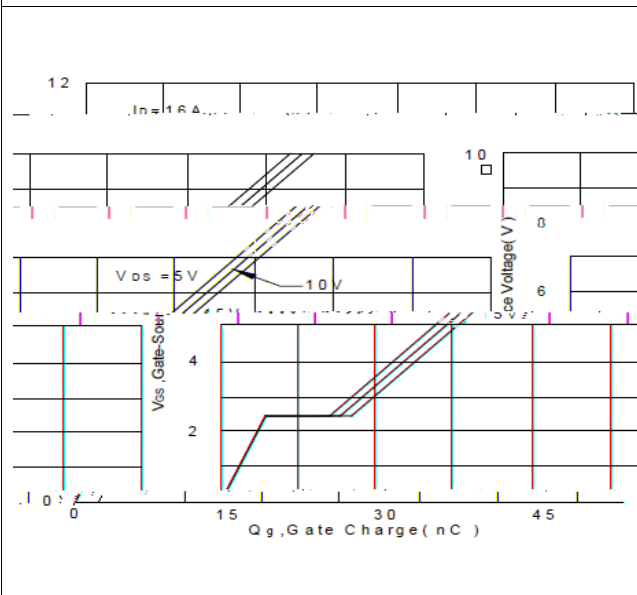 12
ID=16A
10
8
VDS=5V
10V
6
VGS,Gate-Sou
ce Voltage(V)
4
2
0
0 15 30 45
Qg,Gate Charge(nC)